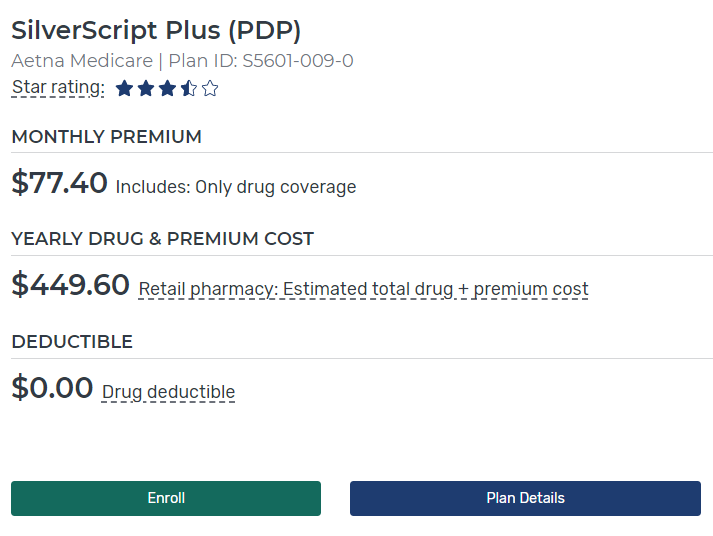 SilverScript Plus (PDP)
Aetna Medicare | Plan ID: S5601-009-0
Star rating:
MONTHLY PREMIUM
$77.40 Includes: Only drug coverage
YEARLY DRUG & PREMIUM COST
$449.60 Retail pharmacy: Estimated total drug + premium cost
DEDUCTIBLE
$0.00 Drug deductible
Enroll Plan Details